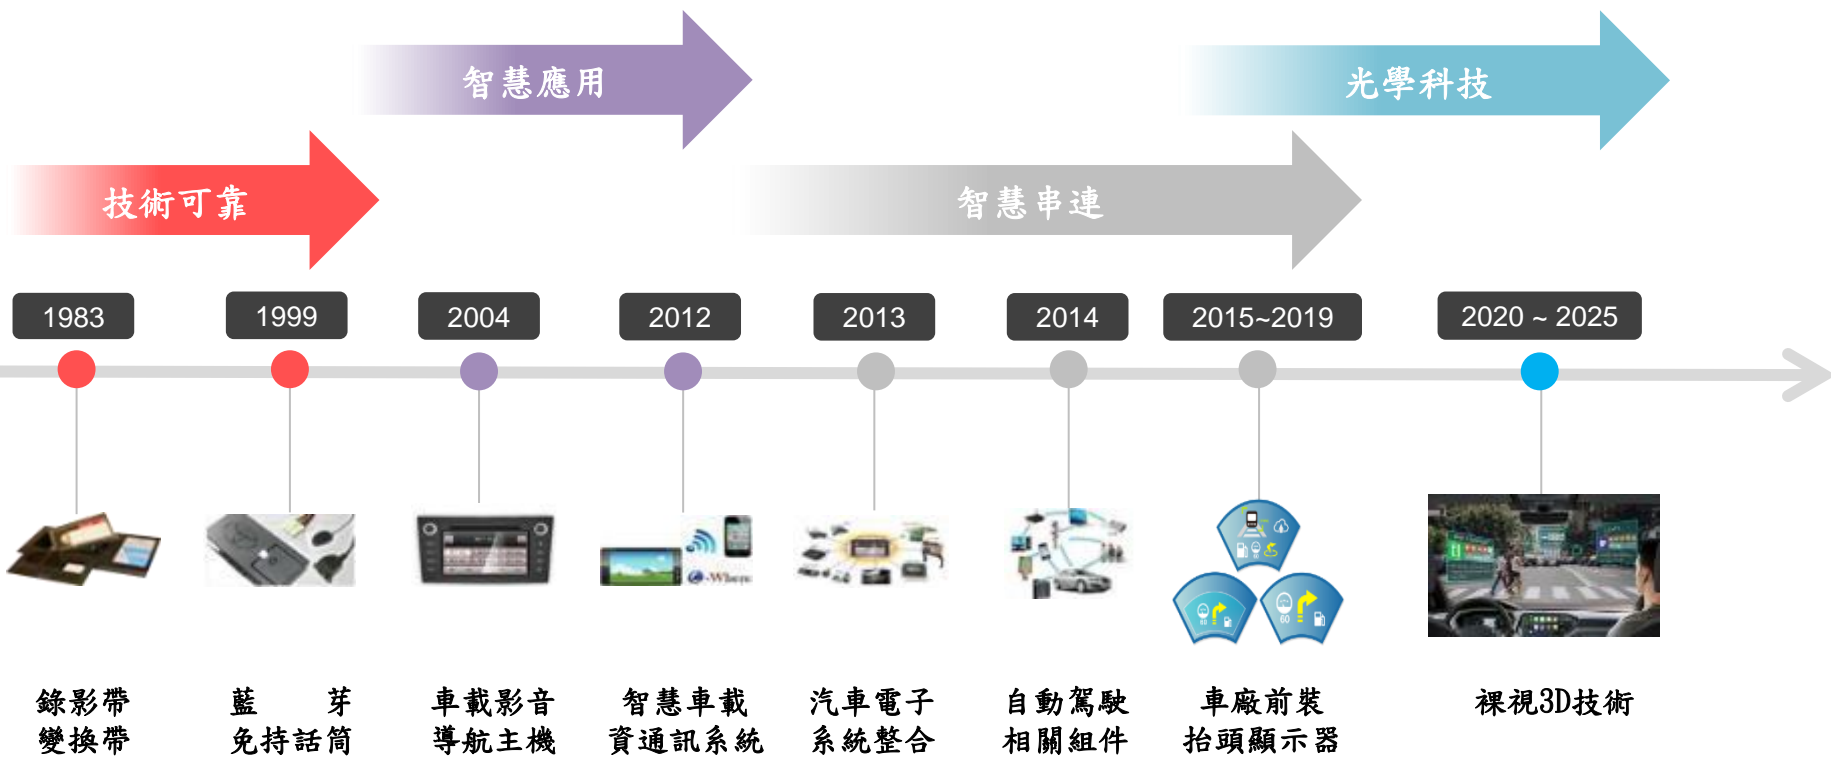 智慧應用
光學科技
技術可靠
智慧串連
1983
1999
2004
2012
2013
2014
2015~2019
2020 ~ 2025
60
60
錄影帶
變換帶
藍 芽
免持話筒
車載影音
導航主機
智慧車載
資通訊系統
汽車電子
系統整合
自動駕駛
相關組件
車廠前裝
抬頭顯示器
裸視3D技術